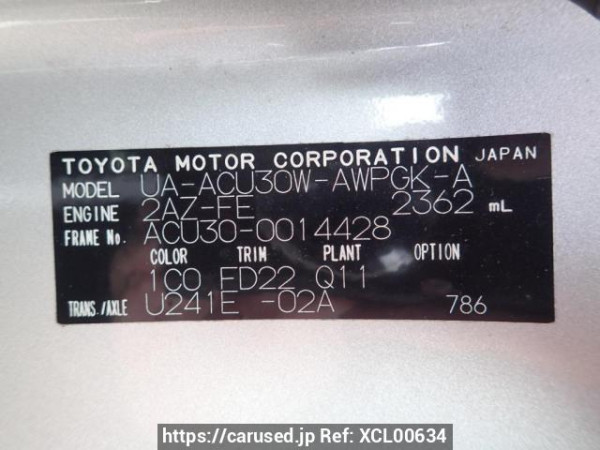 TOYOTA MOTOR CORPORATION JAPAN
MODEL UA-ACU30W-AWPGK-A
ENGINE 2AZ-FE 2362 mL
FRAME No. ACU30-0014428
COLOR TRIM PLANT OPTION
1C0 FD22 Q11
TRANS./AXLE U241E -02A 786
https://carused.jp Ref: XCL00634